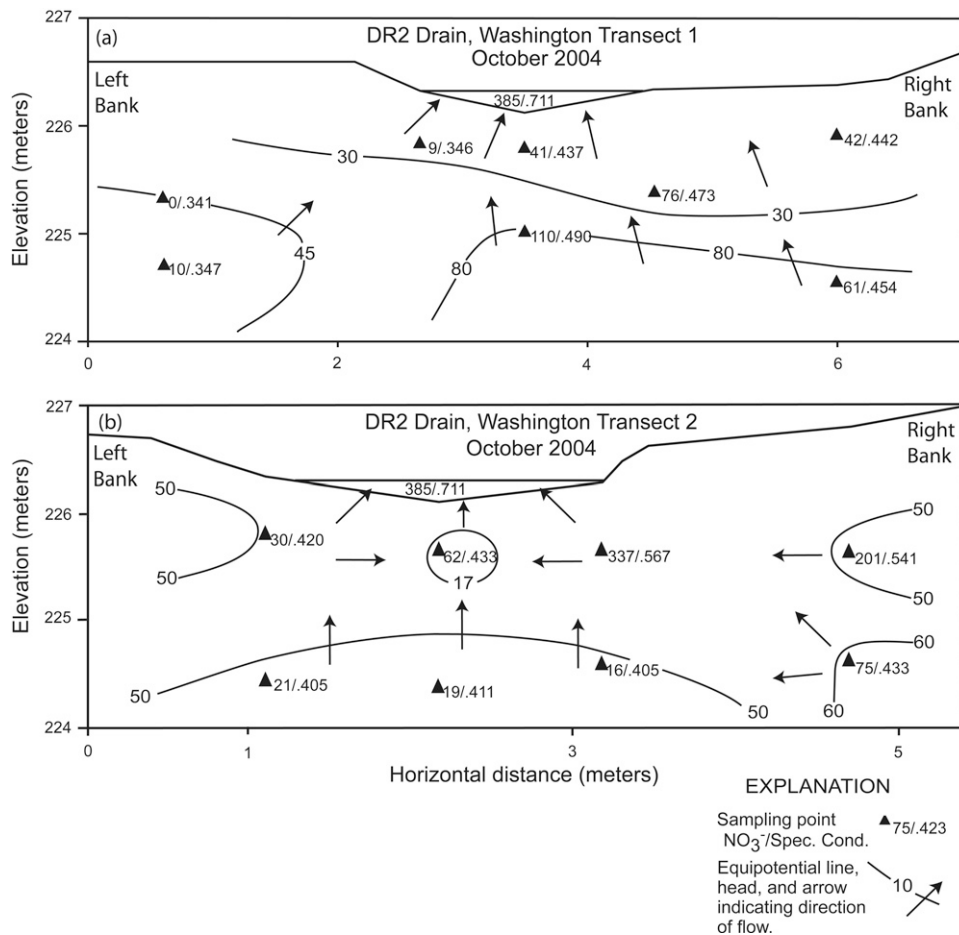 227
(a)
DR2 Drain, Washington Transect 1
October 2004
Left
Bank
Right
Bank
385/.711
226
9/.346
41/.437
42/.442
30
76/.473
0/.341
30
225
110/.490
45
80
80
10/.347
61/.454
224
Elevation (meters)
0
2
4
6
227
(b)
DR2 Drain, Washington Transect 2
October 2004
Left
Bank
Right
Bank
50
385/.711
50
226
30/.420
62/.433
337/.567
201/.541
50
17
50
225
60
16/.405
75/.433
21/.405
19/.411
50
50
60
224
Elevation (meters)
0
1
3
5
Horizontal distance (meters)
EXPLANATION
Sampling point
NO3-/Spec. Cond.
75/.423
Equipotential line,
head, and arrow
indicating direction
of flow.
10